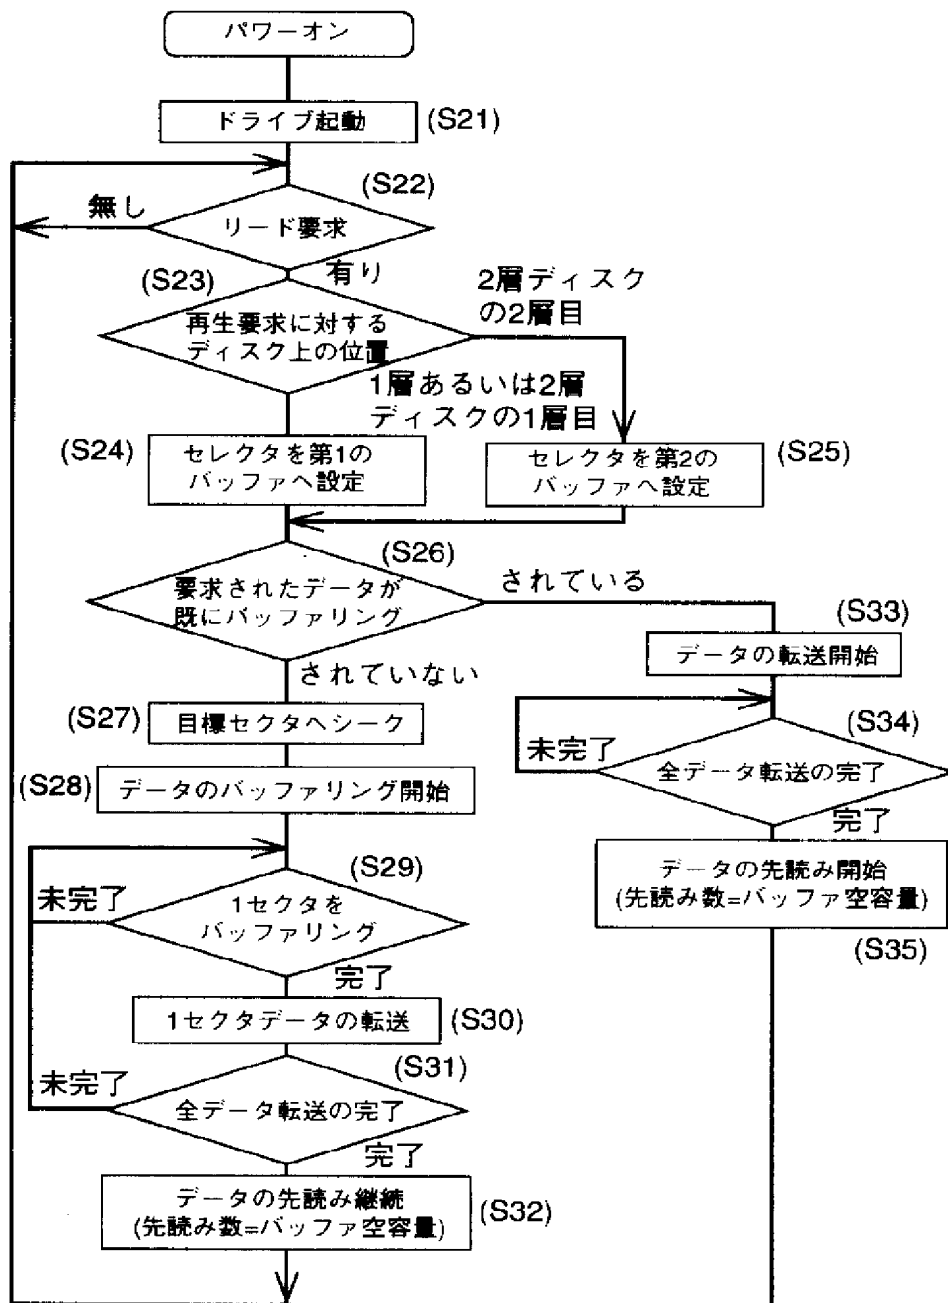 パワーオン
ドライブ起動
(S21)
(S22)
無し
リード要求
有り
(S23)
再生要求に対する
ディスク上の位置
2層ディスク
の2層目
1層あるいは2層
ディスクの1層目
(S24)
セレクタを第1の
バッファへ設定
セレクタを第2の
バッファへ設定
(S25)
(S26)
要求されたデータが
既にバッファリング
されている
されていない
(S33)
データの転送開始
(S27)
目標セクタへシーク
(S34)
未完了
全データ転送の完了
完了
(S28)
データのバッファリング開始
データの先読み開始
(先読み数=バッファ空容量)
(S35)
(S29)
未完了
1セクタを
バッファリング
完了
1セクタデータの転送
(S30)
(S31)
未完了
全データ転送の完了
完了
データの先読み継続
(先読み数=バッファ空容量)
(S32)